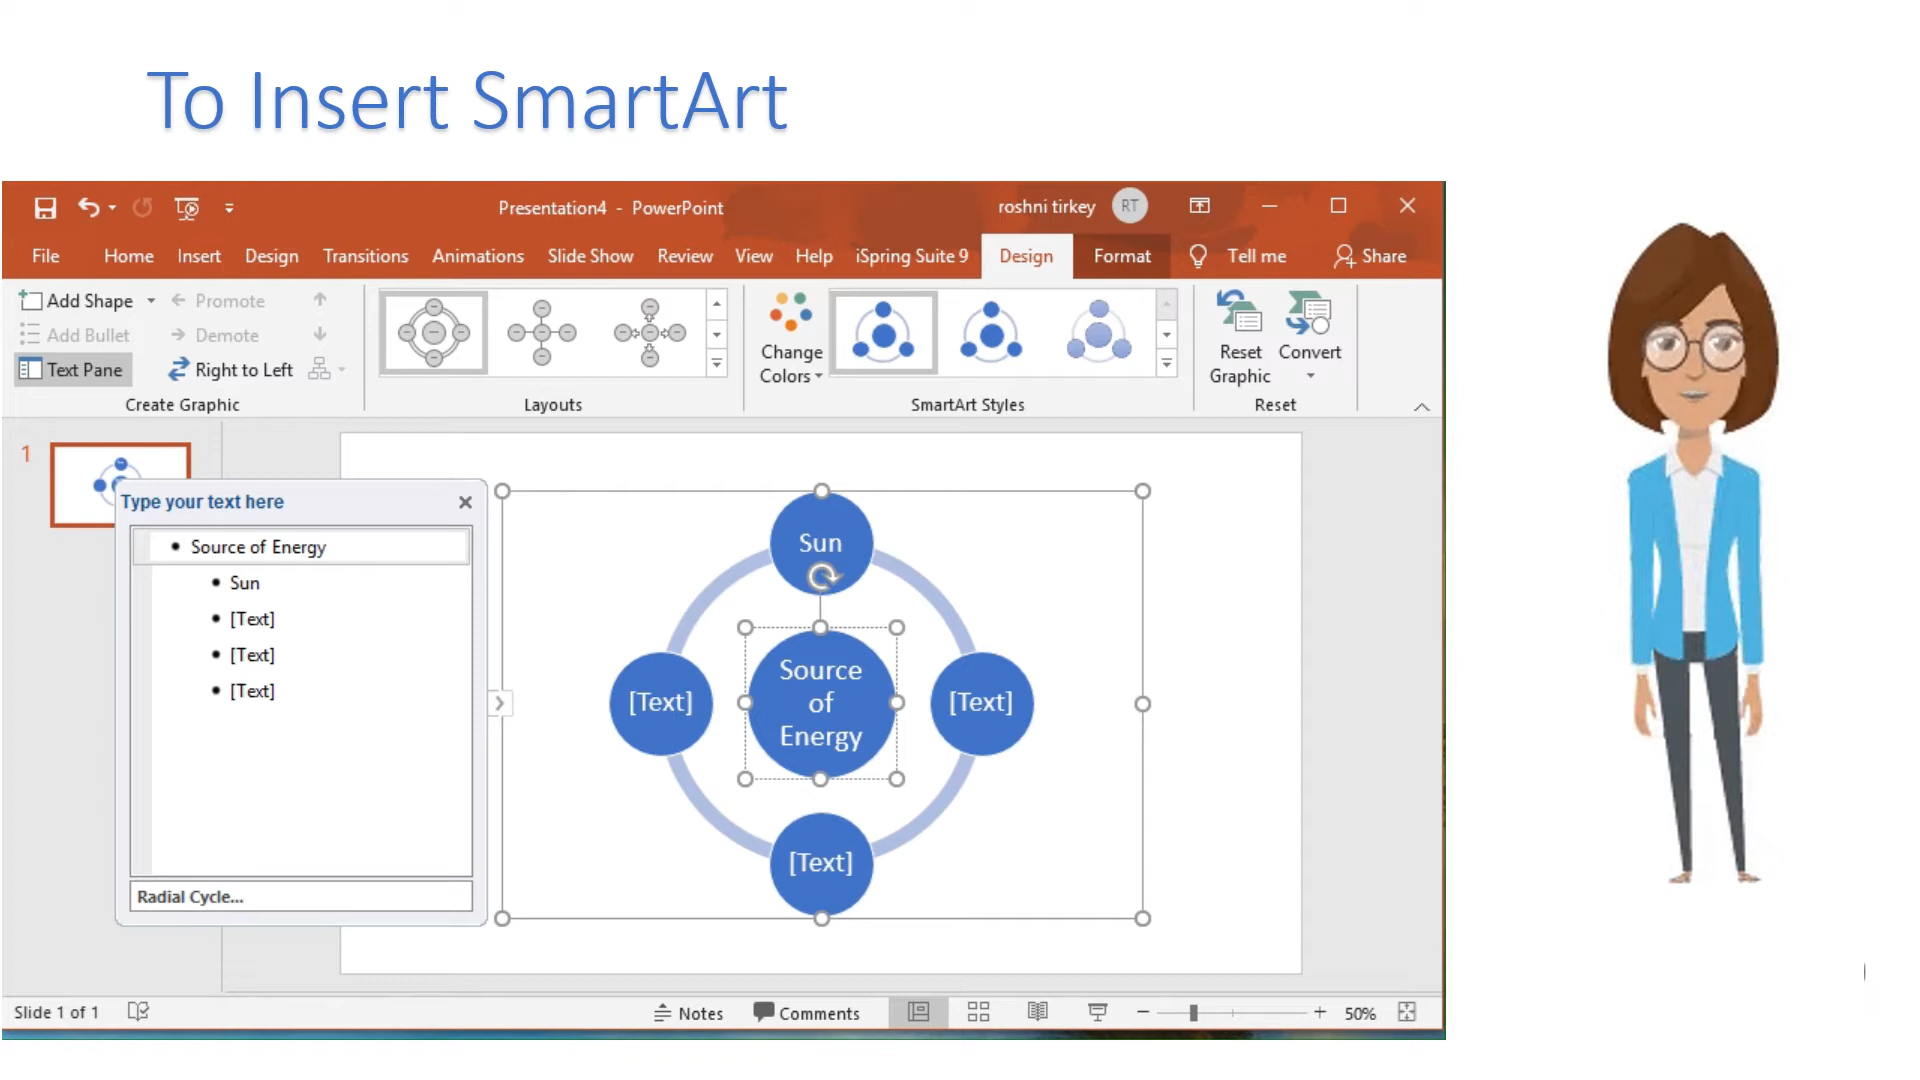 To Insert SmartArt
Presentation4 - PowerPoint
roshni tirkey RT
File Home Insert Design Transitions Animations Slide Show Review View Help iSpring Suite 9 Design Format Tell me Share
Add Shape Promote
Add Bullet Demote
Text Pane Right to Left
Create Graphic
Layouts
Change
Colors
SmartArt Styles
Reset
Graphic
Convert
Reset
1
Type your text here
• Source of Energy
• Sun
• [Text]
• [Text]
• [Text]
Radial Cycle...
Sun
[Text]
Source
of
Energy
[Text]
[Text]
Slide 1 of 1 Notes Comments 50%